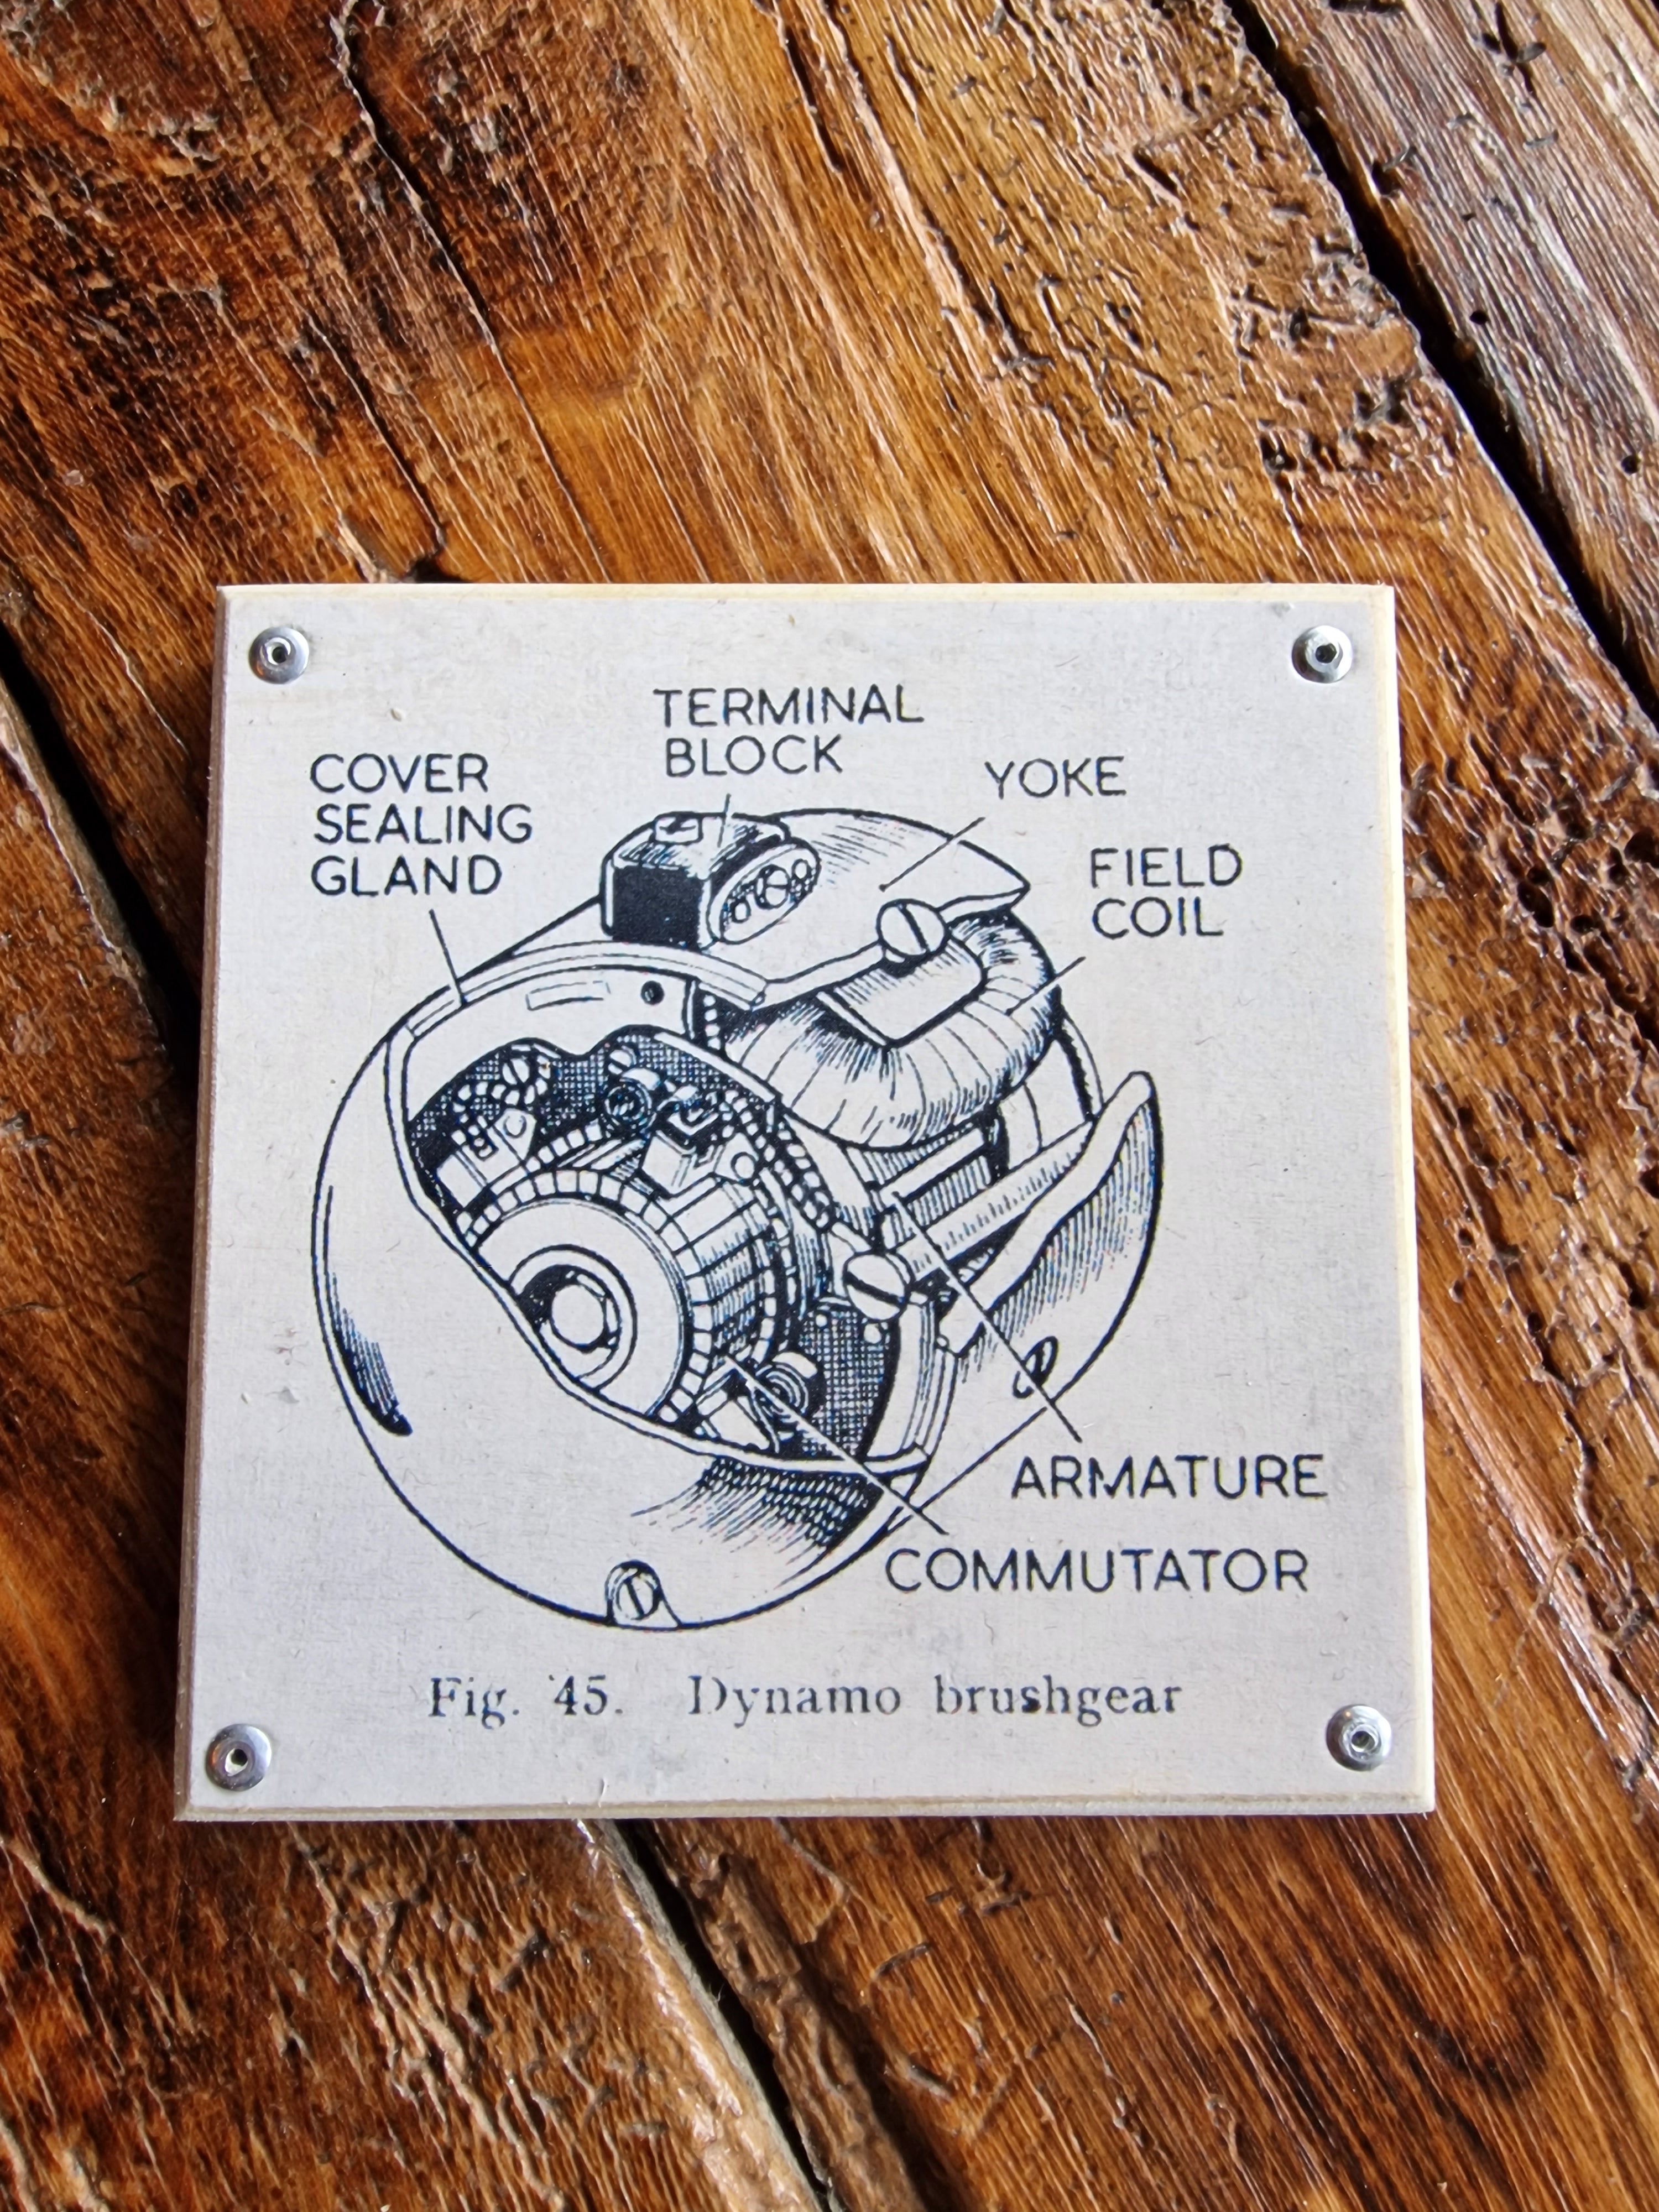 TERMINAL
BLOCK
COVER
SEALING
GLAND
YOKE
FIELD
COIL
ARMATURE
COMMUTATOR
Fig. 45. Dynamo brushgear